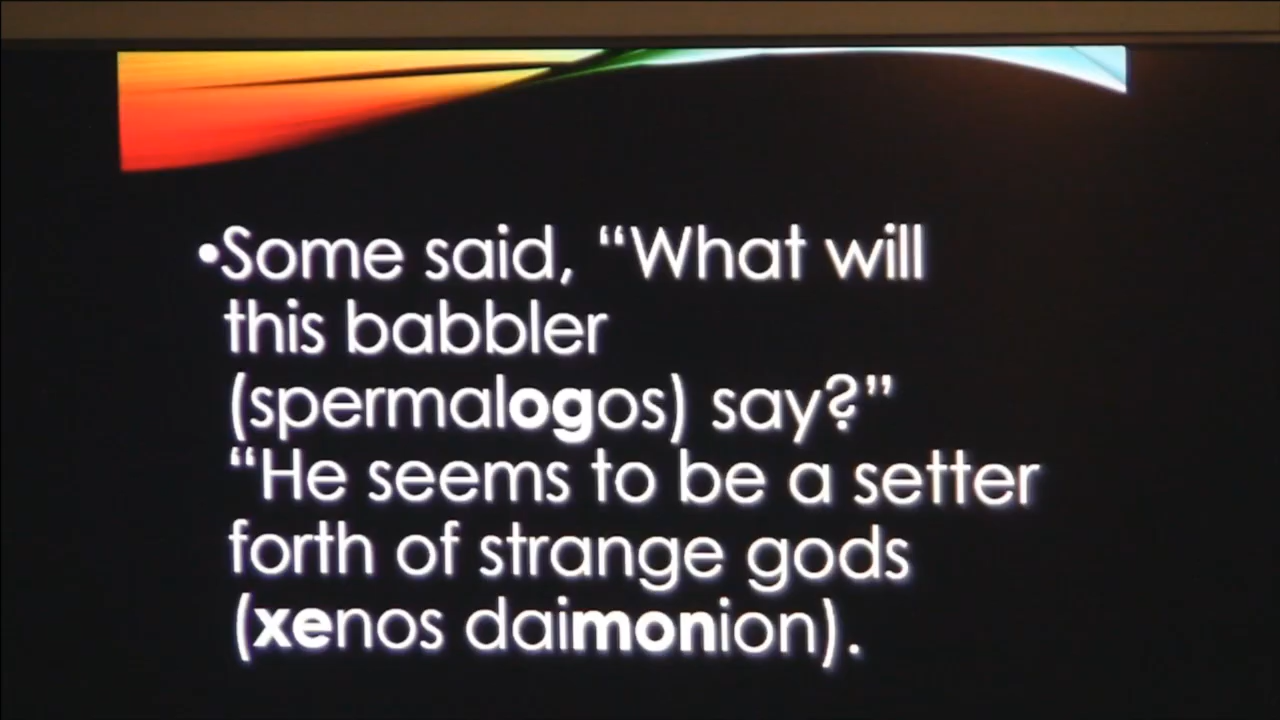 •Some said, “What will
this babbler
(spermalogos) say?”
“He seems to be a setter
forth of strange gods
(xenos daimonion).